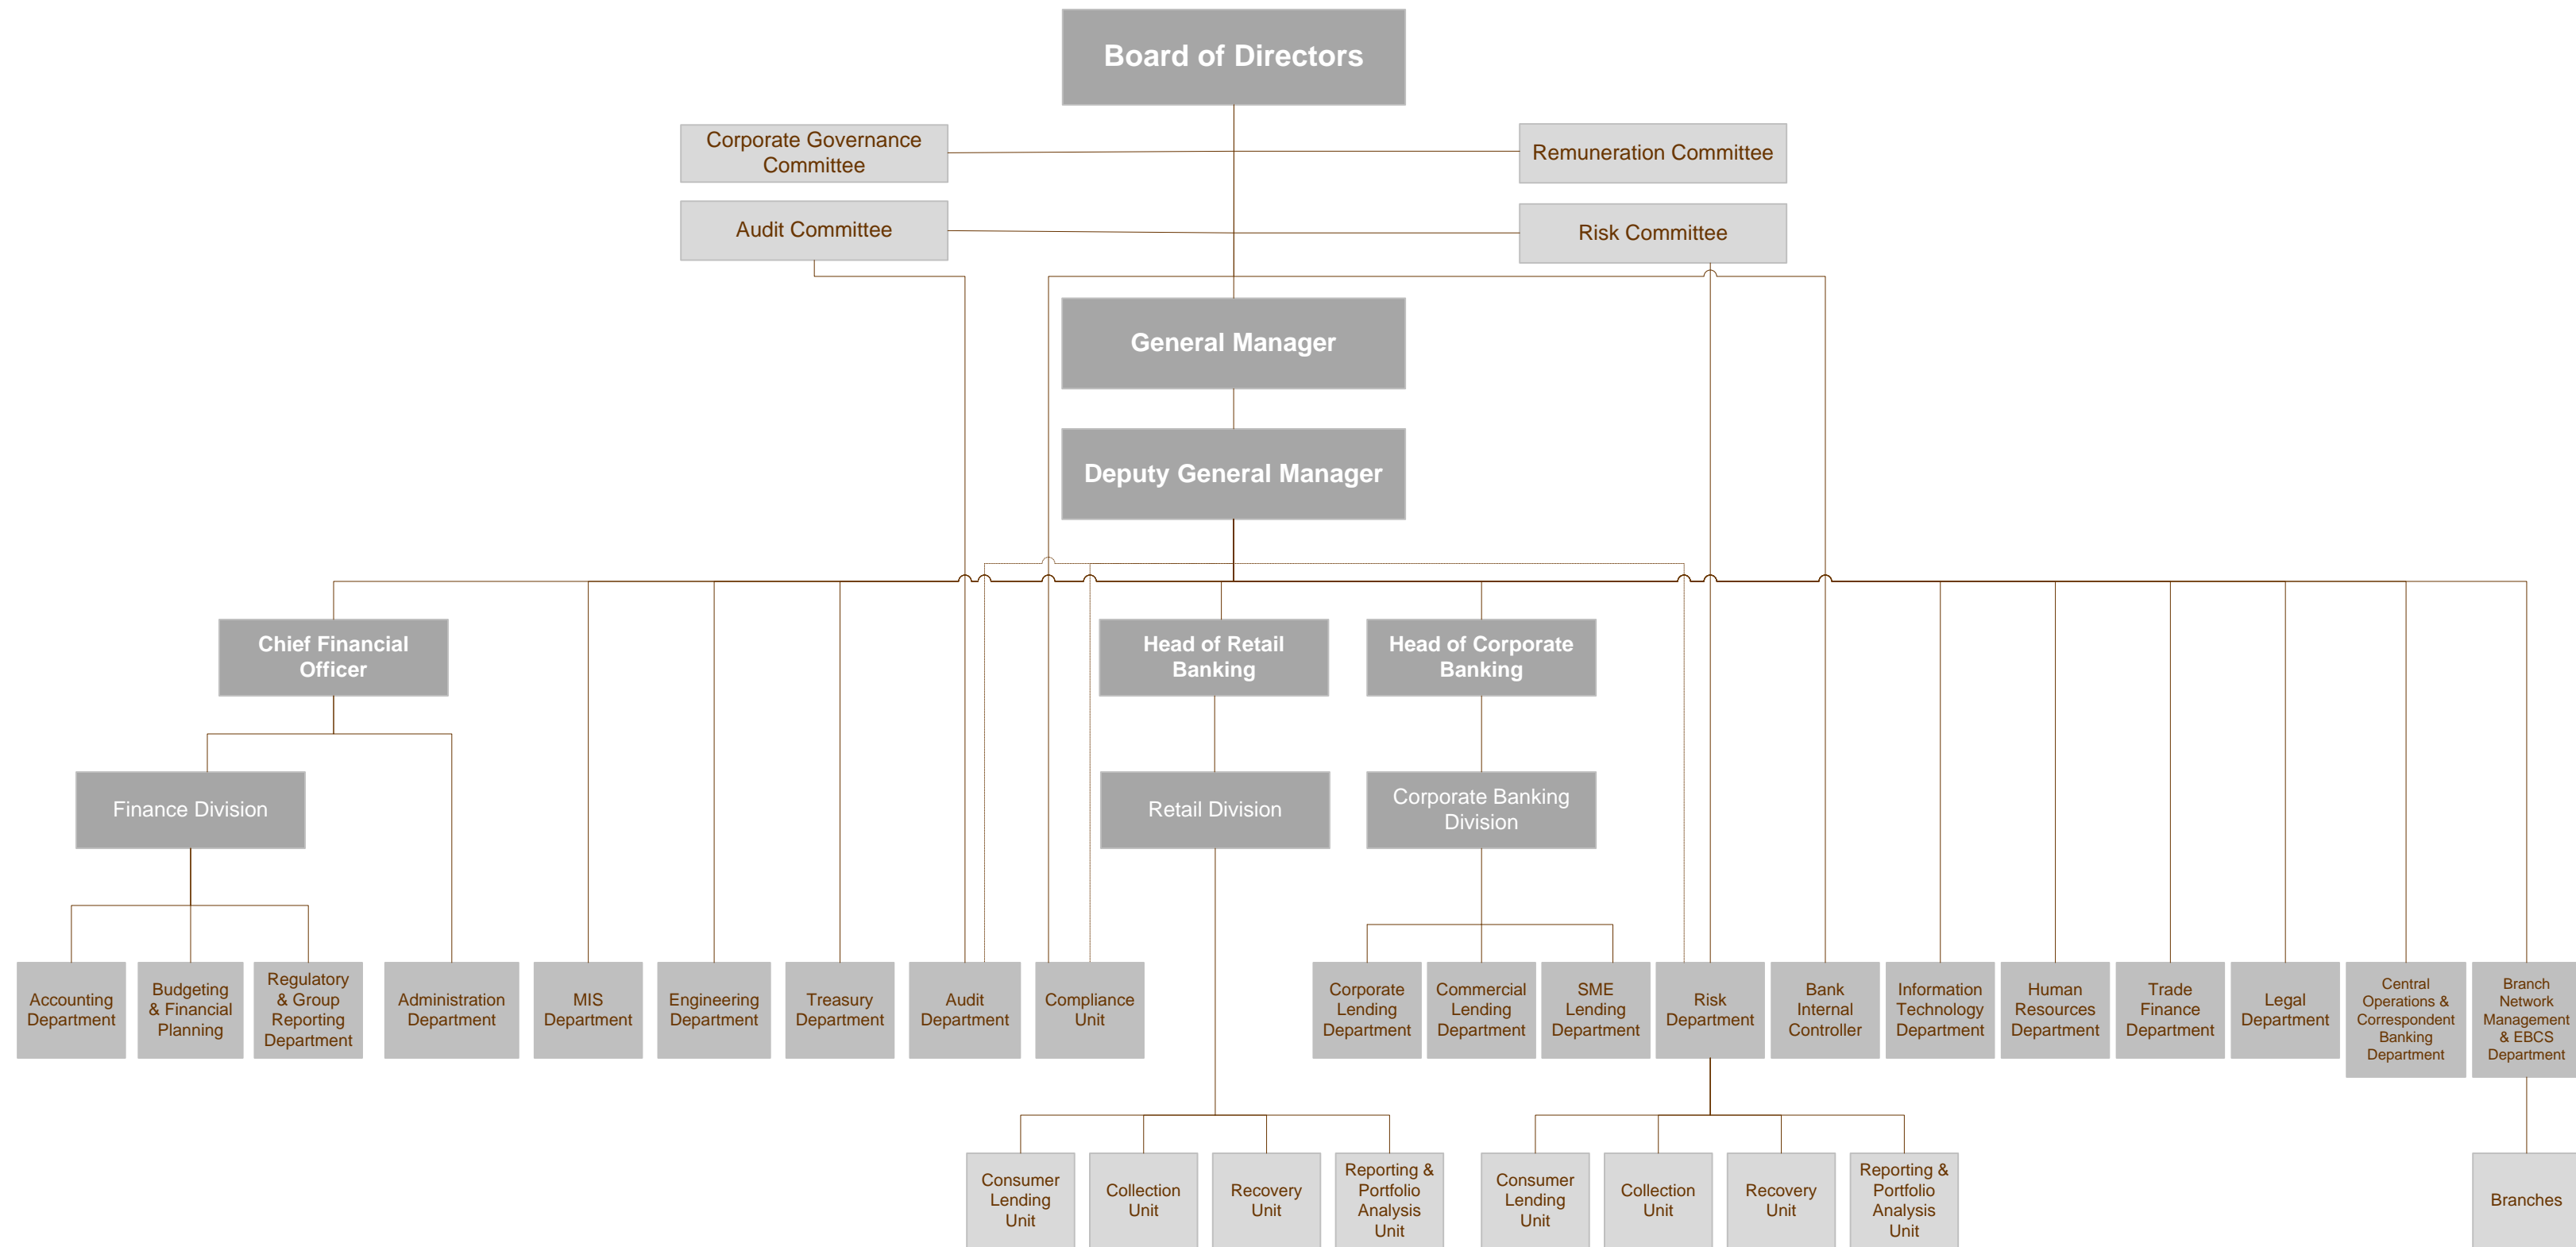 Board of Directors
Corporate Governance
Committee
Remuneration Committee
Audit Committee
Risk Committee
General Manager
Deputy General Manager
Chief Financial
Officer
Head of Retail
Banking
Head of Corporate
Banking
Finance Division
Retail Division
Corporate Banking
Division
Accounting
Department
Budgeting
& Financial
Planning
Regulatory
& Group
Reporting
Department
Administration
Department
MIS
Department
Engineering
Department
Treasury
Department
Audit
Department
Compliance
Unit
Corporate
Lending
Department
Commercial
Lending
Department
SME
Lending
Department
Risk
Department
Bank
Internal
Controller
Information
Technology
Department
Human
Resources
Department
Trade
Finance
Department
Legal
Department
Central
Operations &
Correspondent
Banking
Department
Branch
Network
Management
& EBCS
Department
Consumer
Lending
Unit
Collection
Unit
Recovery
Unit
Reporting &
Portfolio
Analysis
Unit
Consumer
Lending
Unit
Collection
Unit
Recovery
Unit
Reporting &
Portfolio
Analysis
Unit
Branches